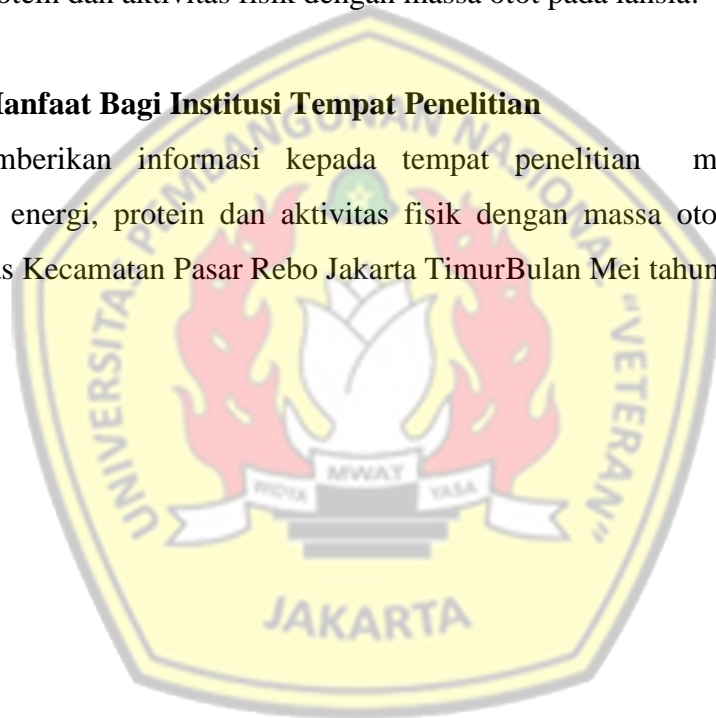 rotein dan aktivitas fisik dengan massa otot pada lansia.
Manfaat Bagi Institusi Tempat Penelitian
mberikan informasi kepada tempat penelitian m
energi, protein dan aktivitas fisik dengan massa oto
s Kecamatan Pasar Rebo Jakarta TimurBulan Mei tahun
UNIVERSITAS PEMBANGUNAN NASIONAL "VETERAN"
WIDYA MWAT YASA
JAKARTA